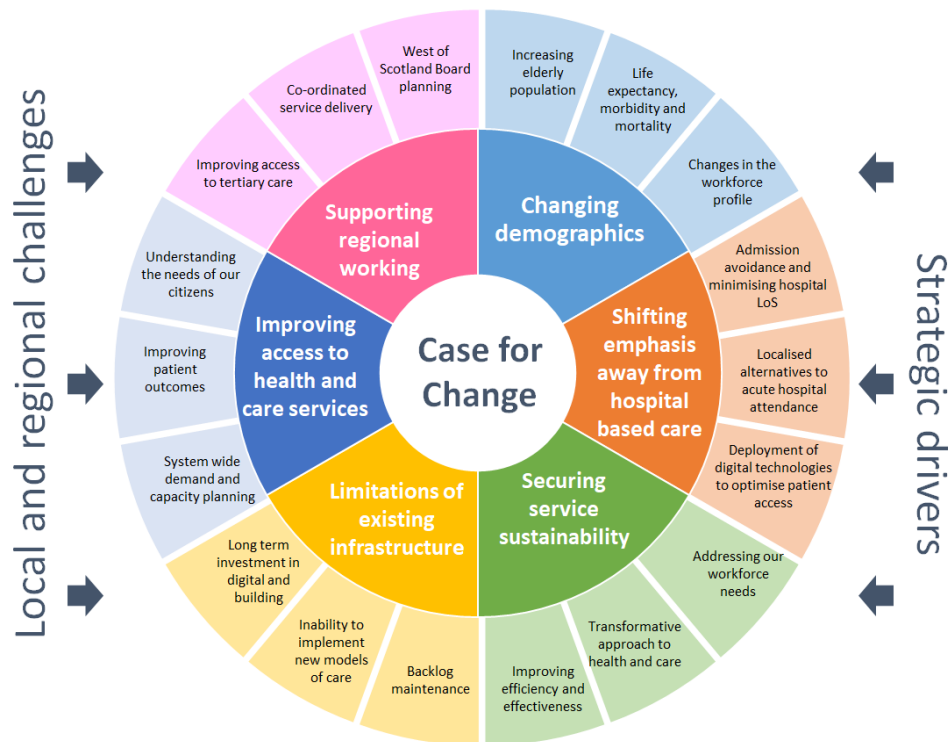 Local and regional challenges
Strategic drivers
Case for
Change
Changing
demographics
Increasing
elderly
population
Life
expectancy,
morbidity and
mortality
Changes in the
workforce
profile
Shifting
emphasis
away from
hospital
based care
Admission
avoidance and
minimising hospital
LoS
Localised
alternatives to
acute hospital
attendance
Deployment of
digital technologies
to optimise patient
access
Securing
service
sustainability
Addressing our
workforce
needs
Transformative
approach to
health and care
Improving
efficiency and
effectiveness
Limitations of
existing
infrastructure
Backlog
maintenance
Inability to
implement
new models
of care
Long term
investment in
digital and
building
Improving
access to
health and
care services
System wide
demand and
capacity planning
Improving
patient
outcomes
Understanding
the needs of our
citizens
Supporting
regional
working
Improving access
to tertiary care
Co-ordinated
service delivery
West of
Scotland Board
planning